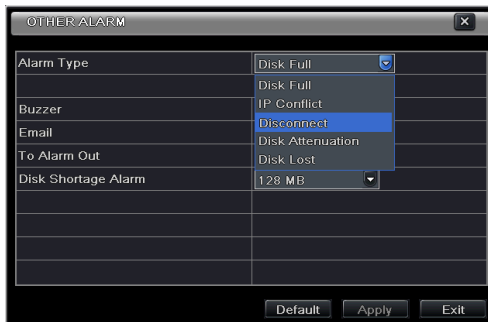 OTHER ALARM
Alarm Type Disk Full
Disk Full
IP Conflict
Buzzer
Disconnect
Email
Disk Attenuation
To Alarm Out
Disk Lost
Disk Shortage Alarm 128 MB
Default Apply Exit